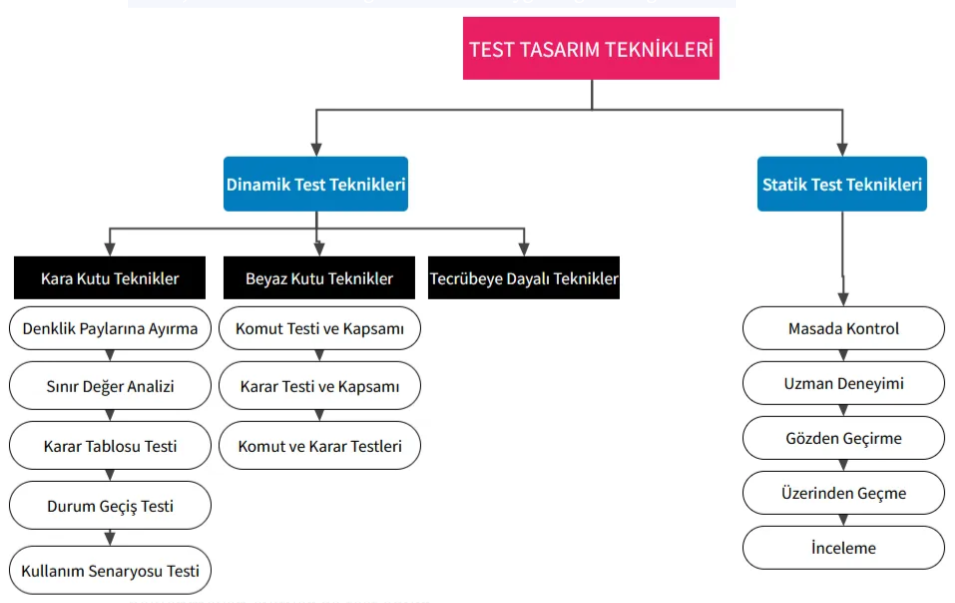 TEST TASARIM TEKNİKLERİ
Dinamik Test Teknikleri
Statik Test Teknikleri
Kara Kutu Teknikler
Beyaz Kutu Teknikler
Tecrübeye Dayalı Teknikler
Denklik Paylarına Ayırma
Sınır Değer Analizi
Karar Tablosu Testi
Durum Geçiş Testi
Kullanım Senaryosu Testi
Komut Testi ve Kapsamı
Karar Testi ve Kapsamı
Komut ve Karar Testleri
Masada Kontrol
Uzman Deneyimi
Gözden Geçirme
Üzerinden Geçme
İnceleme